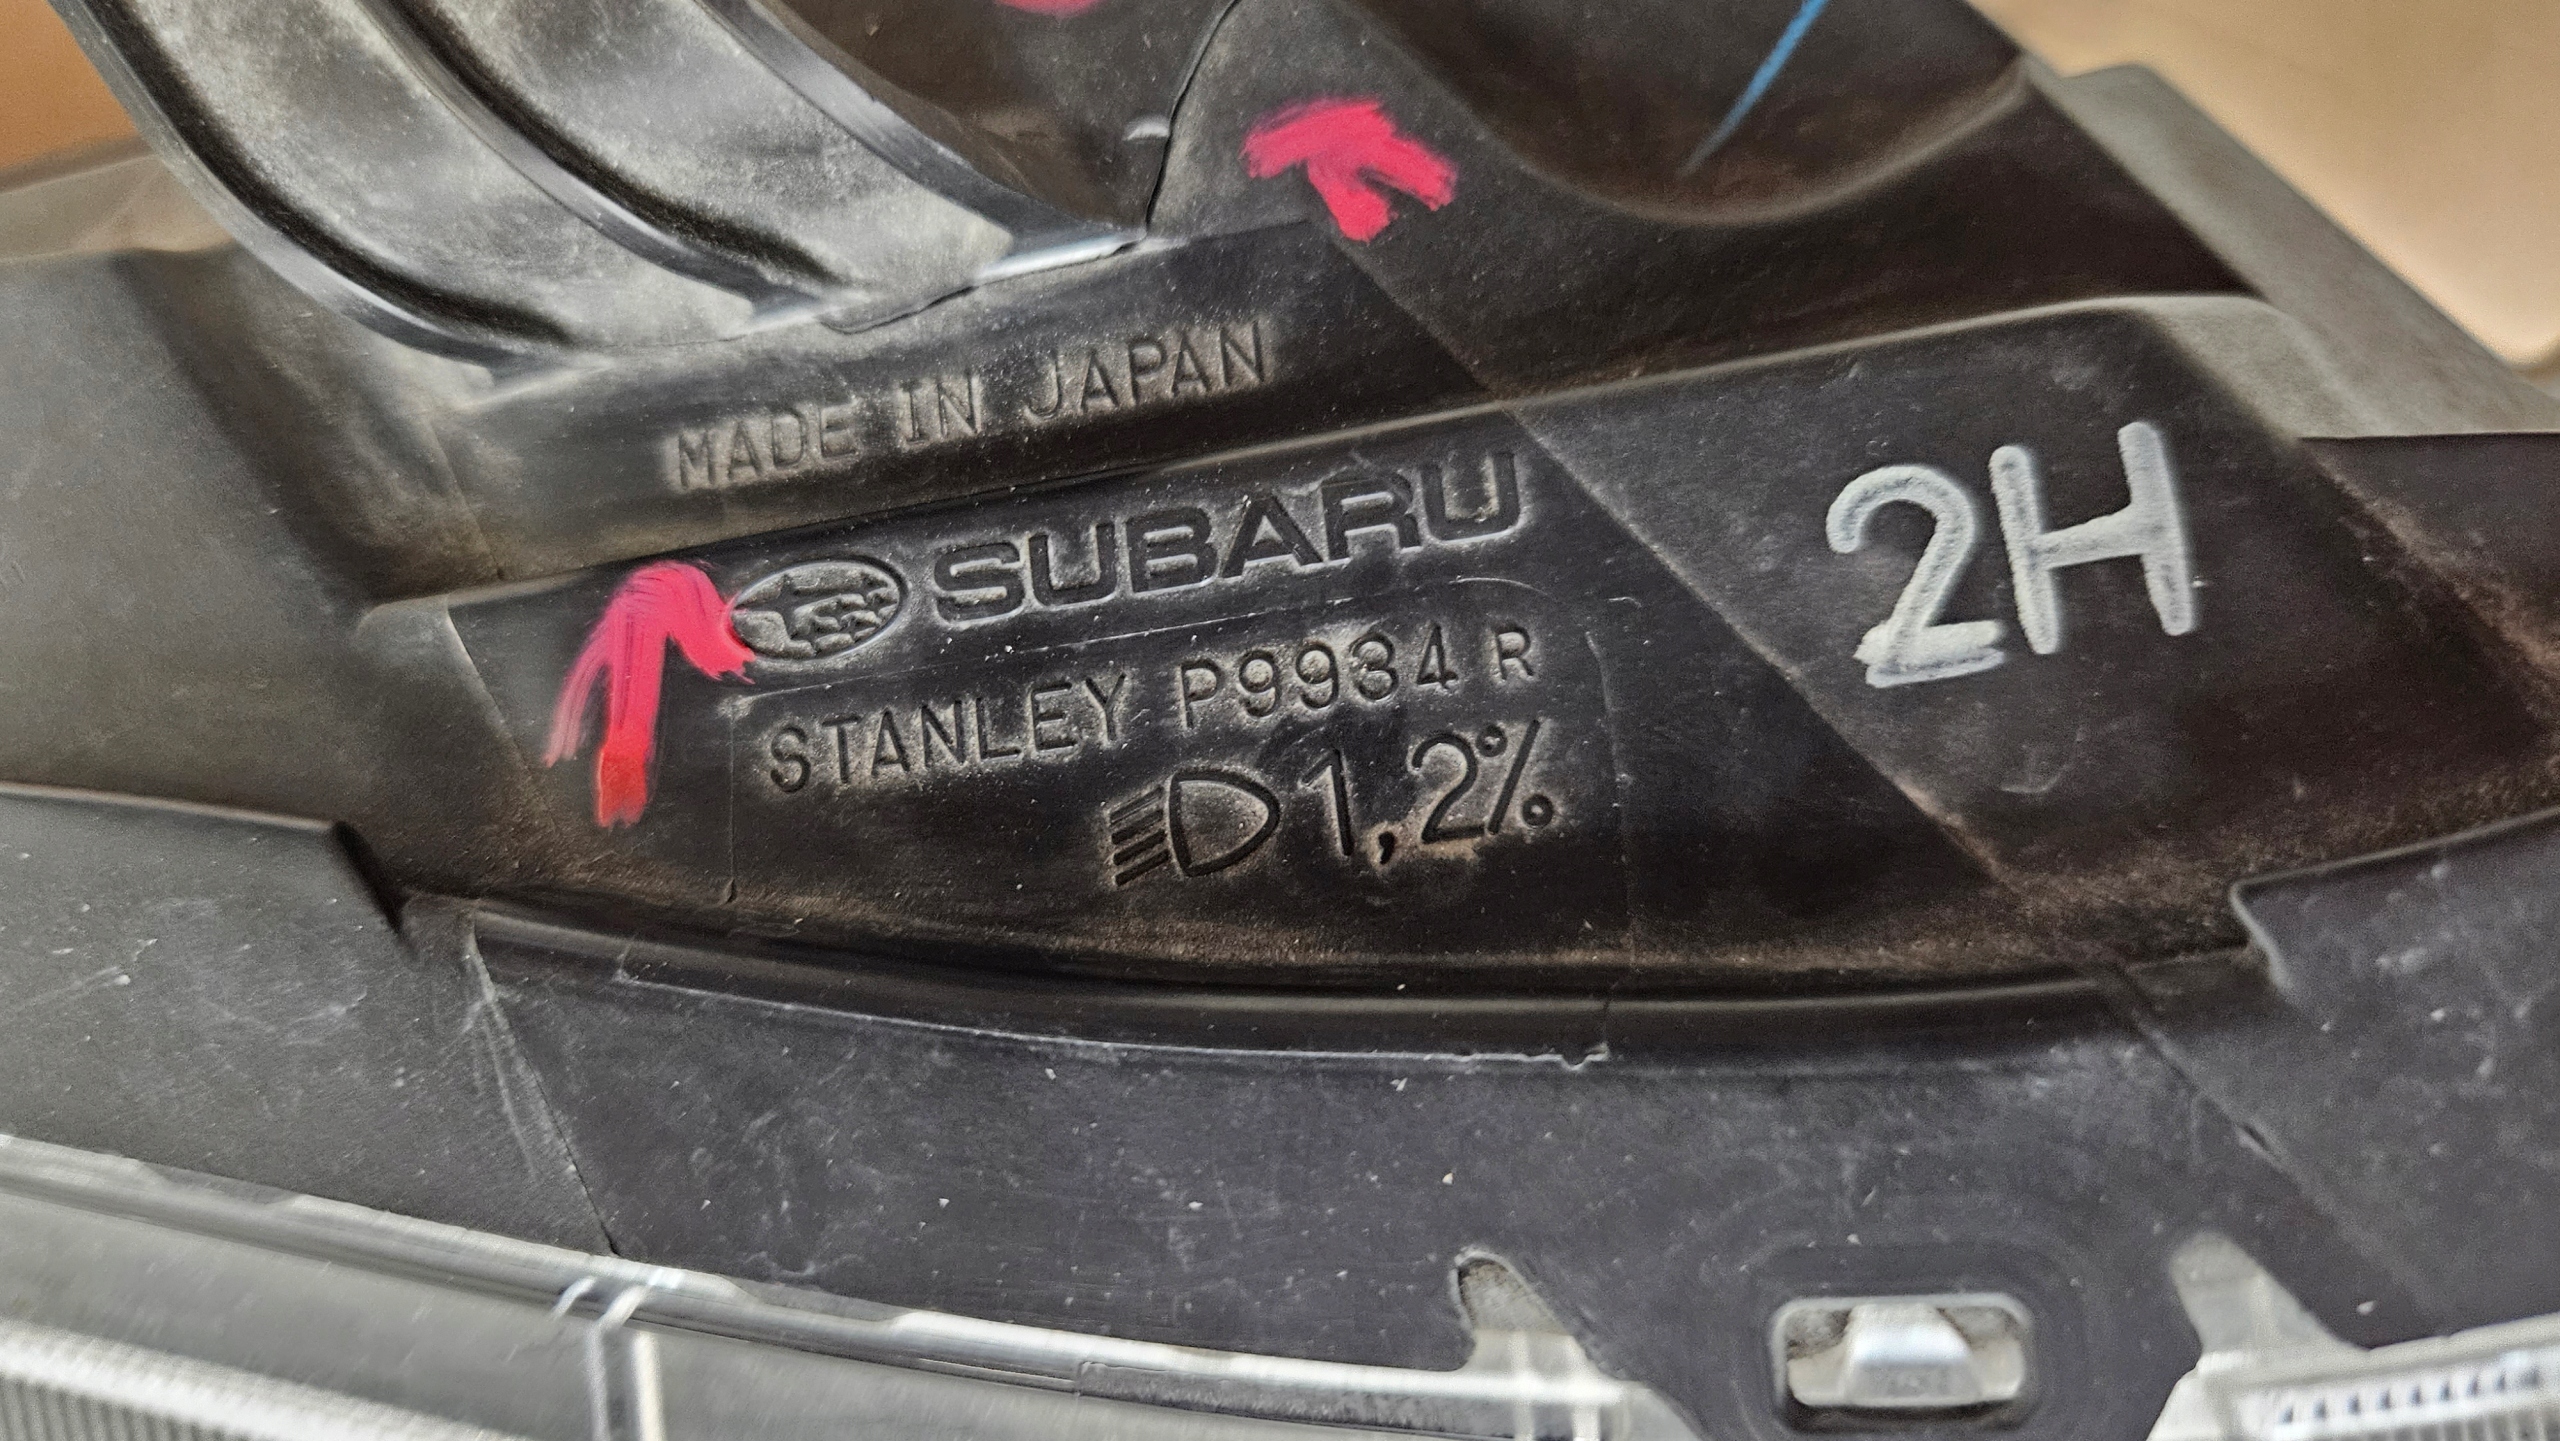 MADE IN JAPAN
SUBARU
STANLEY P9934 R
1,2%
2H